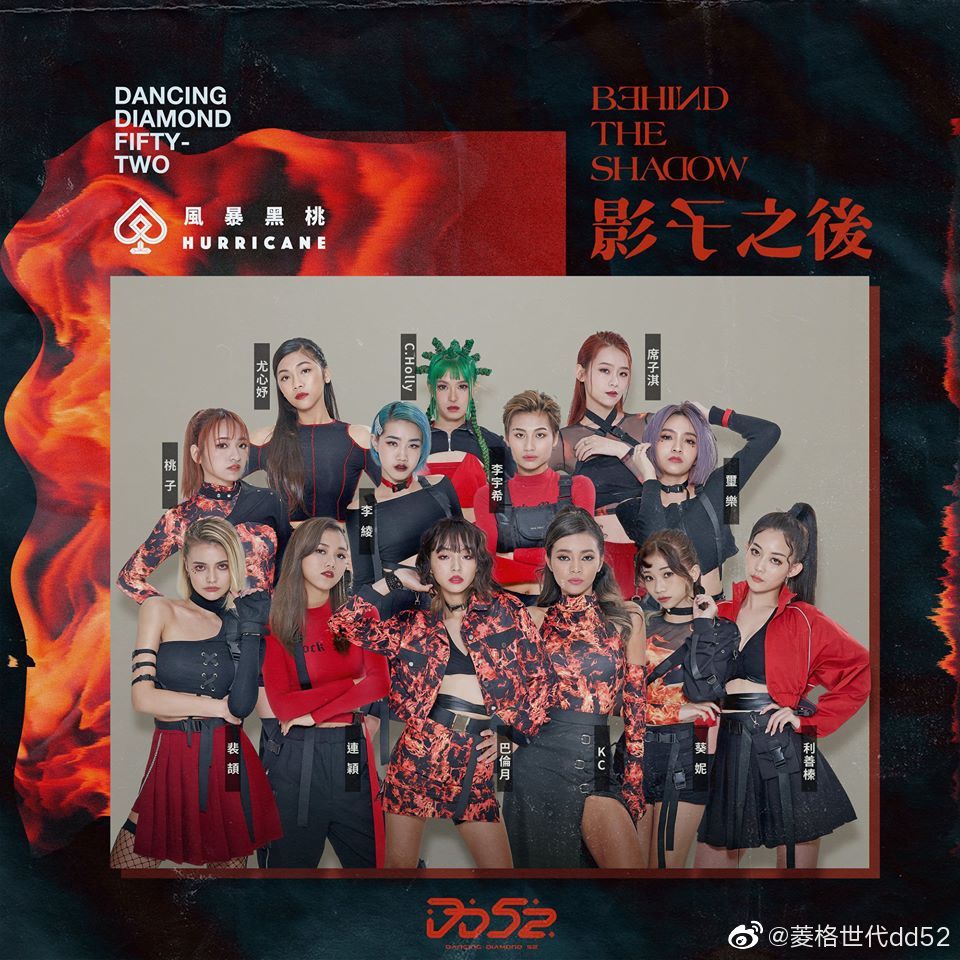 DANCING
DIAMOND
FIFTY-
TWO
風暴黑桃
HURRICANE
BEHIND
THE
SHADOW
影子之後
尤心妤
C.Holly
席子淇
桃子
李綾
李宇希
璽樂
裴頡
連穎
巴倫月
KC
葵妮
利善榛
DD52
DANCING DIAMOND 52
@菱格世代dd52